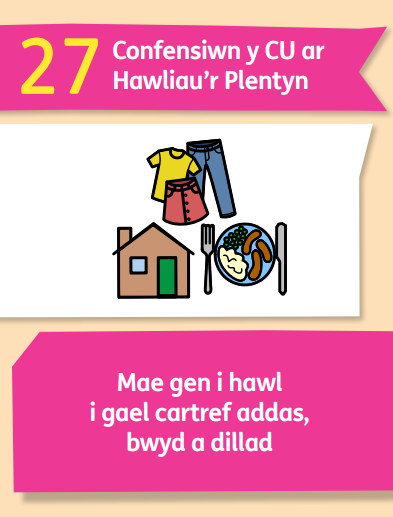 27
Confensiwn y CU ar
Hawliau'r Plentyn
Mae gen i hawl
i gael cartref addas,
bwyd a dillad